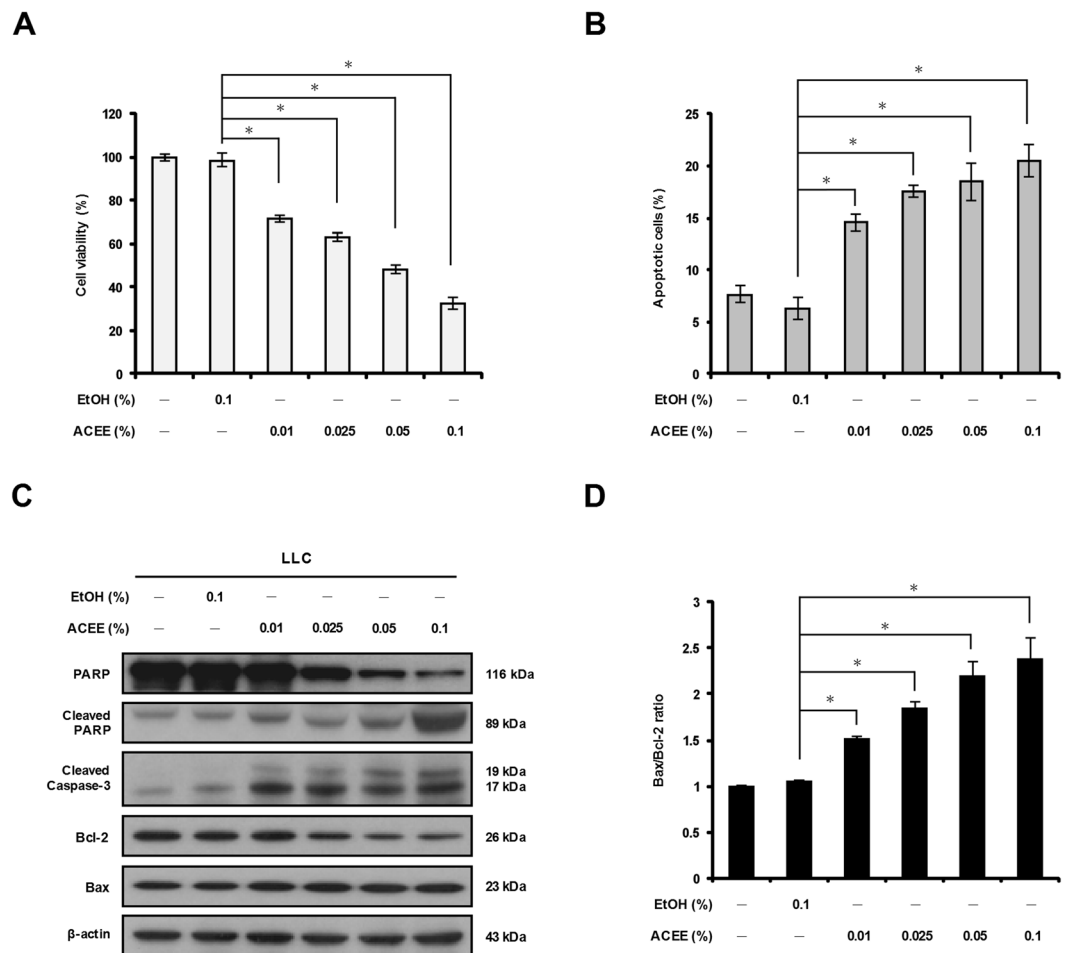 A
*
*
*
*
120
100
80
60
40
20
0
Cell viability (%)
EtOH (%) — 0.1 — — — —
ACEE (%) — — 0.01 0.025 0.05 0.1
B
*
*
*
*
25
20
15
10
5
0
Apoptotic cells (%)
EtOH (%) — 0.1 — — — —
ACEE (%) — — 0.01 0.025 0.05 0.1
C
LLC
EtOH (%) — 0.1 — — — —
ACEE (%) — — 0.01 0.025 0.05 0.1
PARP 116 kDa
Cleaved
PARP 89 kDa
Cleaved 19 kDa
Caspase-3 17 kDa
Bcl-2 26 kDa
Bax 23 kDa
β-actin 43 kDa
D
*
*
*
*
3
2.5
2
1.5
1
0.5
0
Bax/Bcl-2 ratio
EtOH (%) — 0.1 — — — —
ACEE (%) — — 0.01 0.025 0.05 0.1